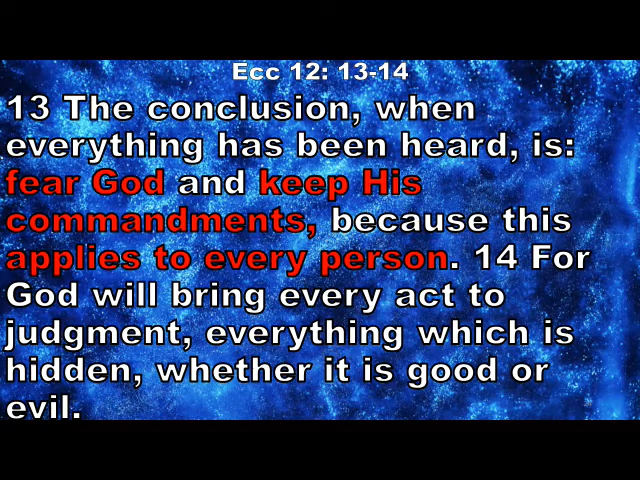 Ecc 12: 13-14
13 The conclusion, when
everything has been heard, is:
fear God and keep His
commandments, because this
applies to every person. 14 For
God will bring every act to
judgment, everything which is
hidden, whether it is good or
evil.